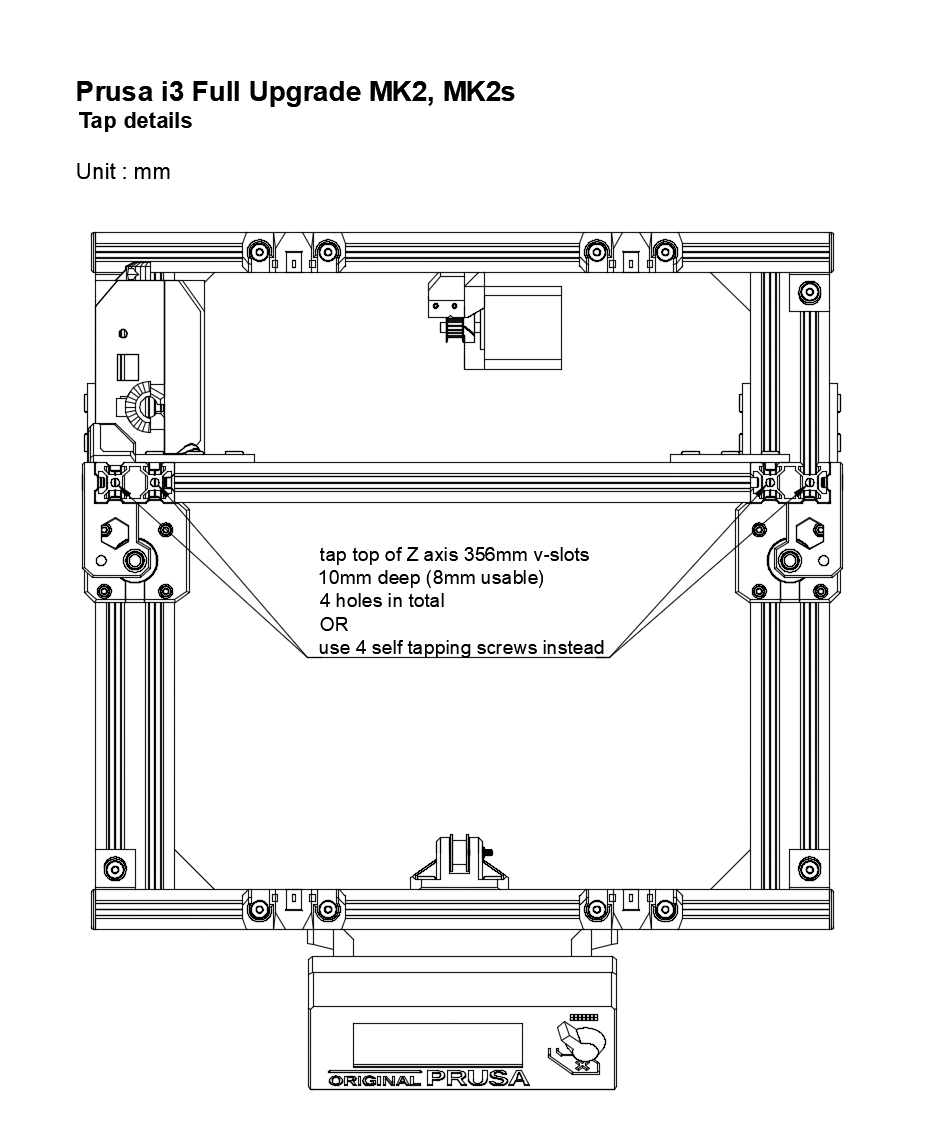 Prusa i3 Full Upgrade MK2, MK2s
Tap details
Unit : mm
tap top of Z axis 356mm v-slots
10mm deep (8mm usable)
4 holes in total
OR
use 4 self tapping screws instead
ORIGINAL PRUSA